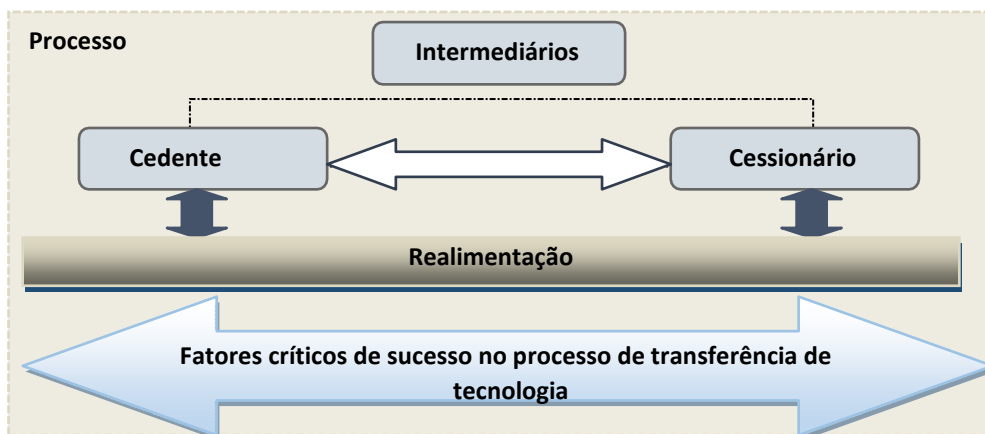 Processo
Intermediários
Cedente
Cessionário
Realimentação
Fatores críticos de sucesso no processo de transferência de
tecnologia